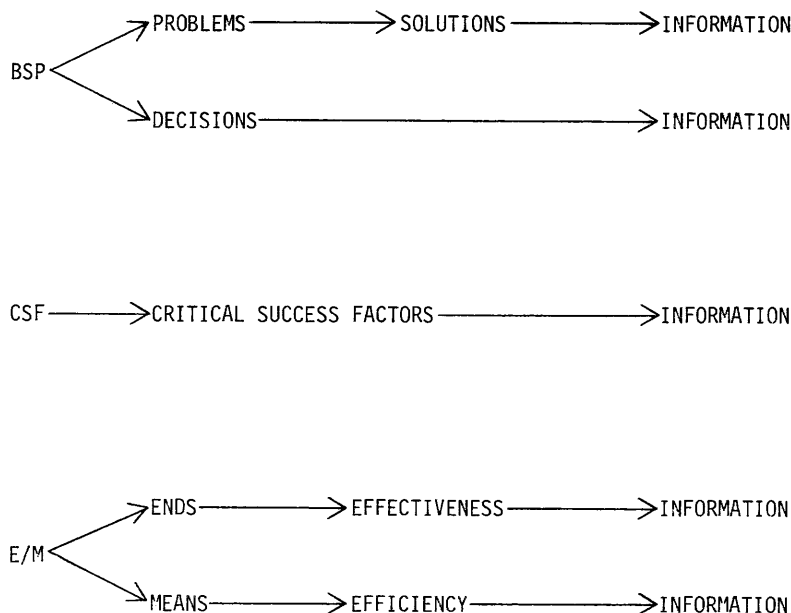 PROBLEMS SOLUTIONS INFORMATION
BSP
DECISIONS INFORMATION
CSF CRITICAL SUCCESS FACTORS INFORMATION
ENDS EFFECTIVENESS INFORMATION
E/M
MEANS EFFICIENCY INFORMATION